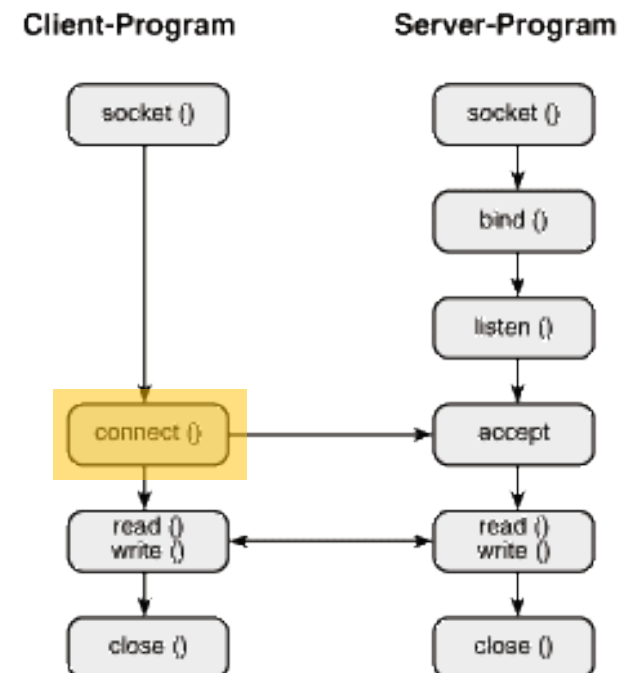 Client-Program
Server-Program
socket ()
socket ()
bind ()
listen ()
connect ()
accept
read ()
write ()
read ()
write ()
close ()
close ()